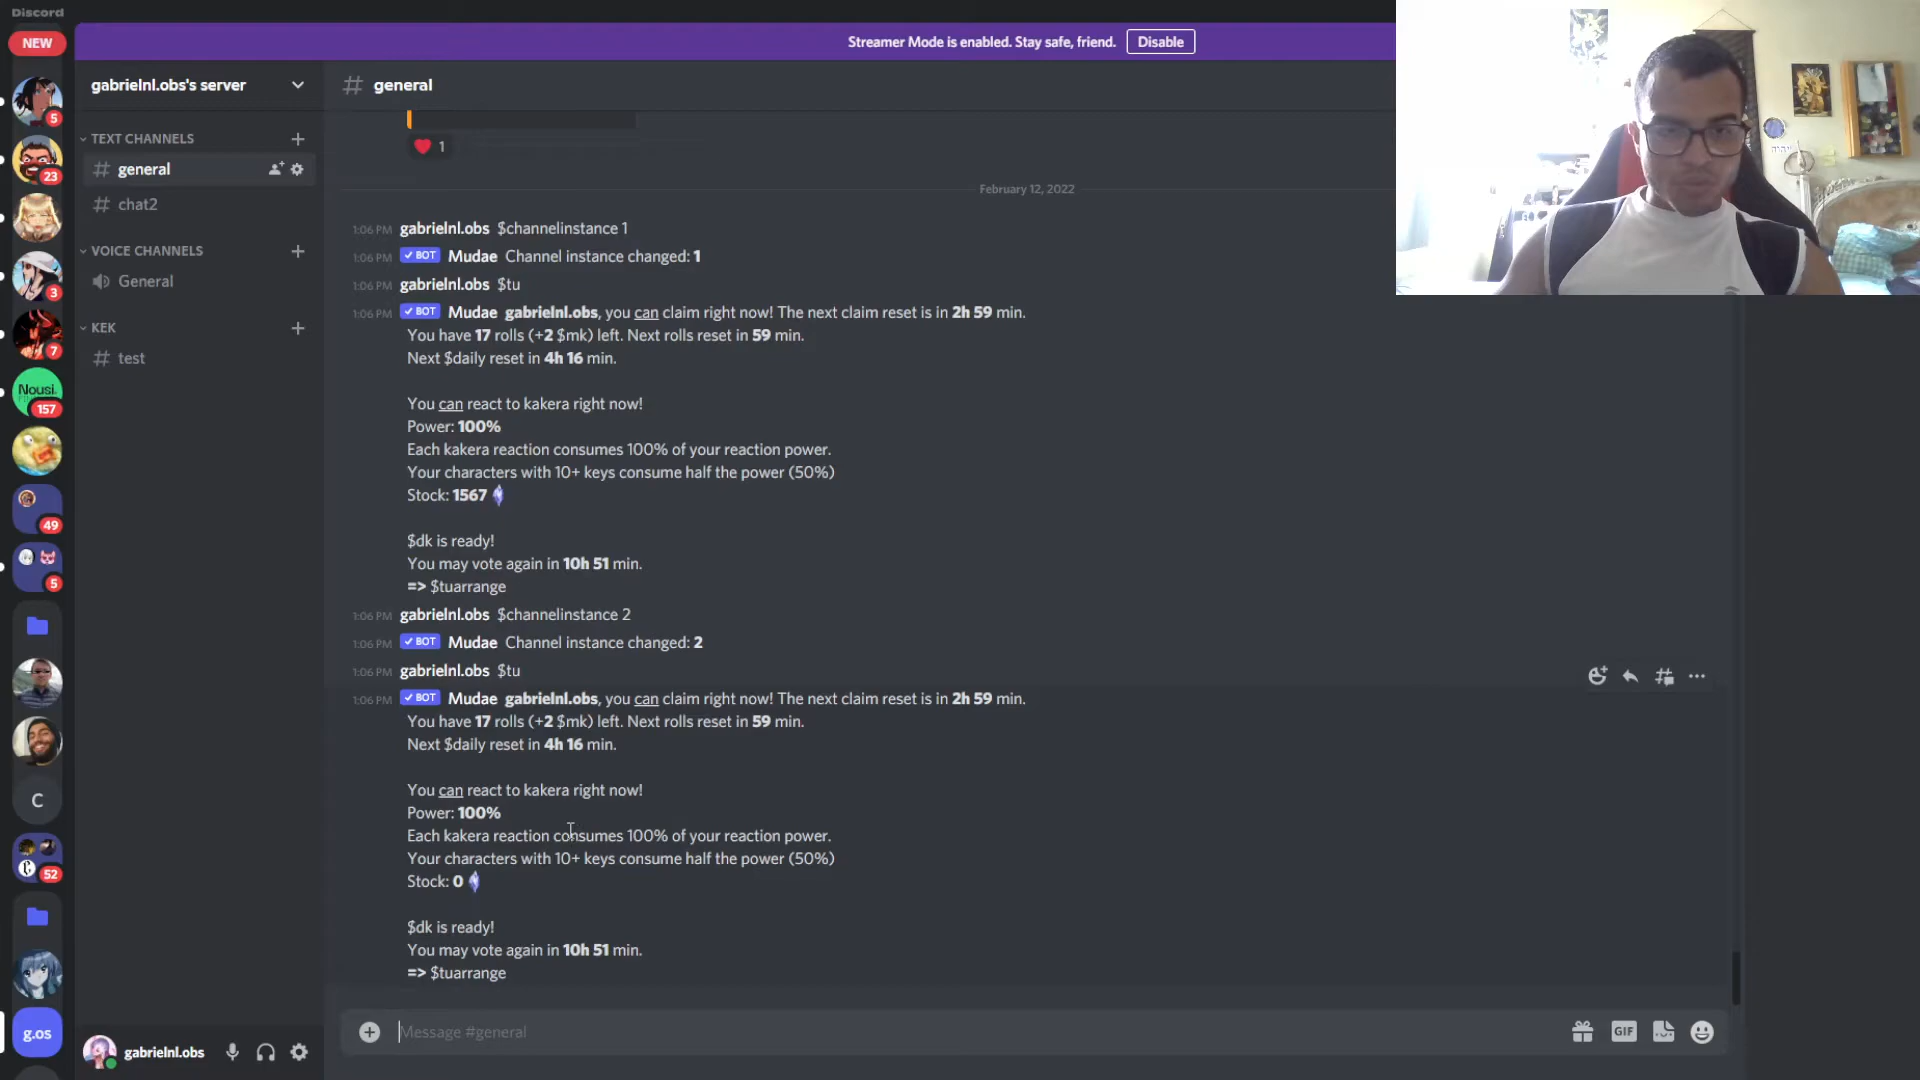 Discord
NEW
Streamer Mode is enabled. Stay safe, friend.
Disable
gabrielnl.obs's server
general
TEXT CHANNELS
general
chat2
VOICE CHANNELS
General
KEK
test
5
23
3
7
Nousi
157
49
5
C
52
g.os
1
February 12, 2022
1:06 PM gabrielnl.obs $channelinstance 1
1:06 PM BOT Mudae Channel instance changed: 1
1:06 PM gabrielnl.obs $tu
1:06 PM BOT Mudae gabrielnl.obs, you can claim right now! The next claim reset is in 2h 59 min.
You have 17 rolls (+2 $mk) left. Next rolls reset in 59 min.
Next $daily reset in 4h 16 min.
You can react to kakera right now!
Power: 100%
Each kakera reaction consumes 100% of your reaction power.
Your characters with 10+ keys consume half the power (50%)
Stock: 1567
$dk is ready!
You may vote again in 10h 51 min.
=> $tuarrange
1:06 PM gabrielnl.obs $channelinstance 2
1:06 PM BOT Mudae Channel instance changed: 2
1:06 PM gabrielnl.obs $tu
1:06 PM BOT Mudae gabrielnl.obs, you can claim right now! The next claim reset is in 2h 59 min.
You have 17 rolls (+2 $mk) left. Next rolls reset in 59 min.
Next $daily reset in 4h 16 min.
You can react to kakera right now!
Power: 100%
Each kakera reaction consumes 100% of your reaction power.
Your characters with 10+ keys consume half the power (50%)
Stock: 0
$dk is ready!
You may vote again in 10h 51 min.
=> $tuarrange
Message #general
GIF
gabrielnl.obs